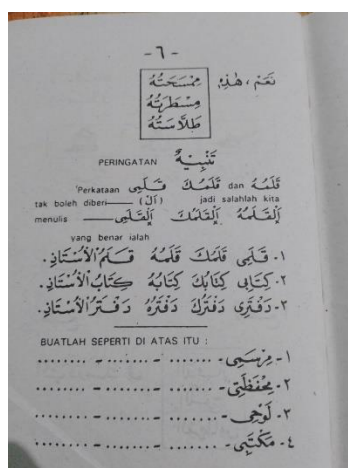 -٦-
نَعَمْ ، هٰذِهِ مِمْسَحَتُهُ
مِسْطَرَتُهُ
طَلَّاسَتُهُ
PERINGATAN تَنْبِيْهٌ
Perkataan قَلَمِى قَلَمُكَ dan قَلَمُهُ
tak boleh diberi (اَلْ) jadi salahlah kita
menulis اَلْقَلَمِى اَلْقَلَمُكَ اَلْقَلَمُهُ
yang benar ialah
١- قَلَمِى قَلَمُكَ قَلَمُهُ قَلَمُ الْأُسْتَاذِ.
٢- كِتَابِى كِتَابُكَ كِتَابُهُ كِتَابُ الْأُسْتَاذِ.
٣- دَفْتَرِى دَفْتَرُكَ دَفْتَرُهُ دَفْتَرُ الْأُسْتَاذِ.
BUATLAH SEPERTI DI ATAS ITU :
١- مِرْسَمِى - ........ - ........ - ........
٢- مِحْفَظَتِى - ........ - ........ - ........
٣- لَوْحِى - ........ - ........ - ........
٤- مَكْتَبِى - ........ - ........ - ........